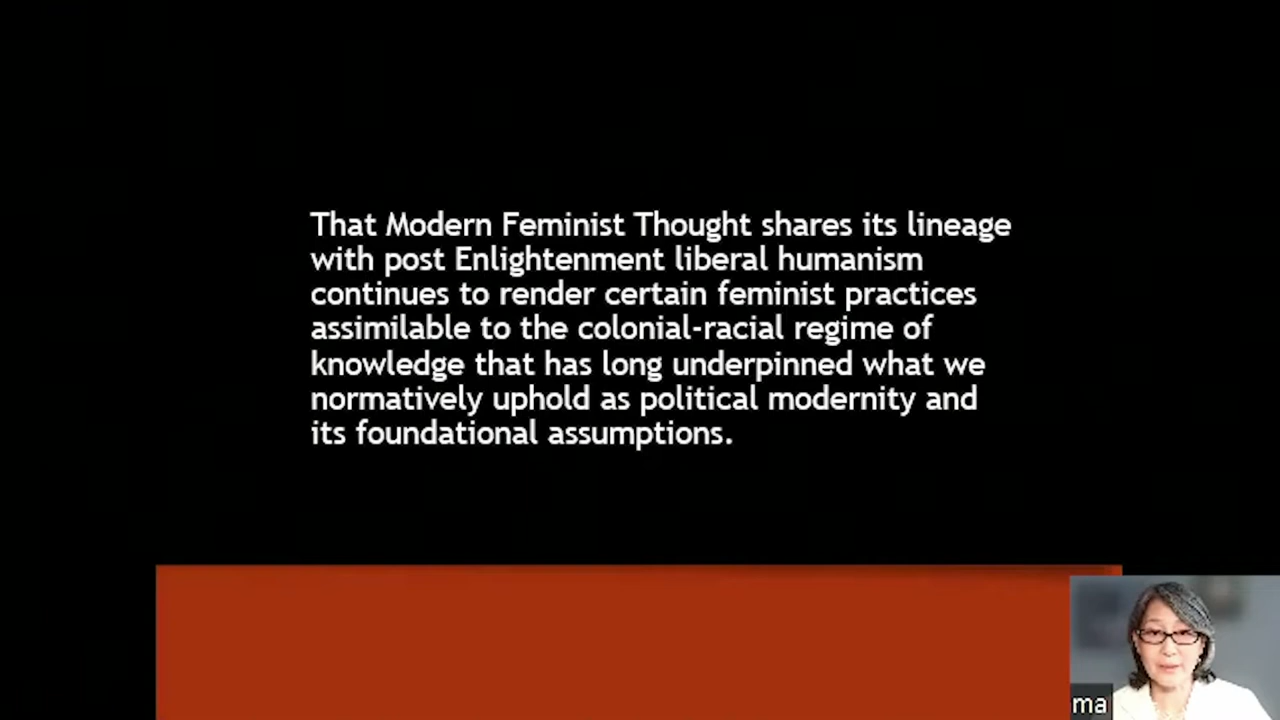 That Modern Feminist Thought shares its lineage
with post Enlightenment liberal humanism
continues to render certain feminist practices
assimilable to the colonial-racial regime of
knowledge that has long underpinned what we
normatively uphold as political modernity and
its foundational assumptions.
ma